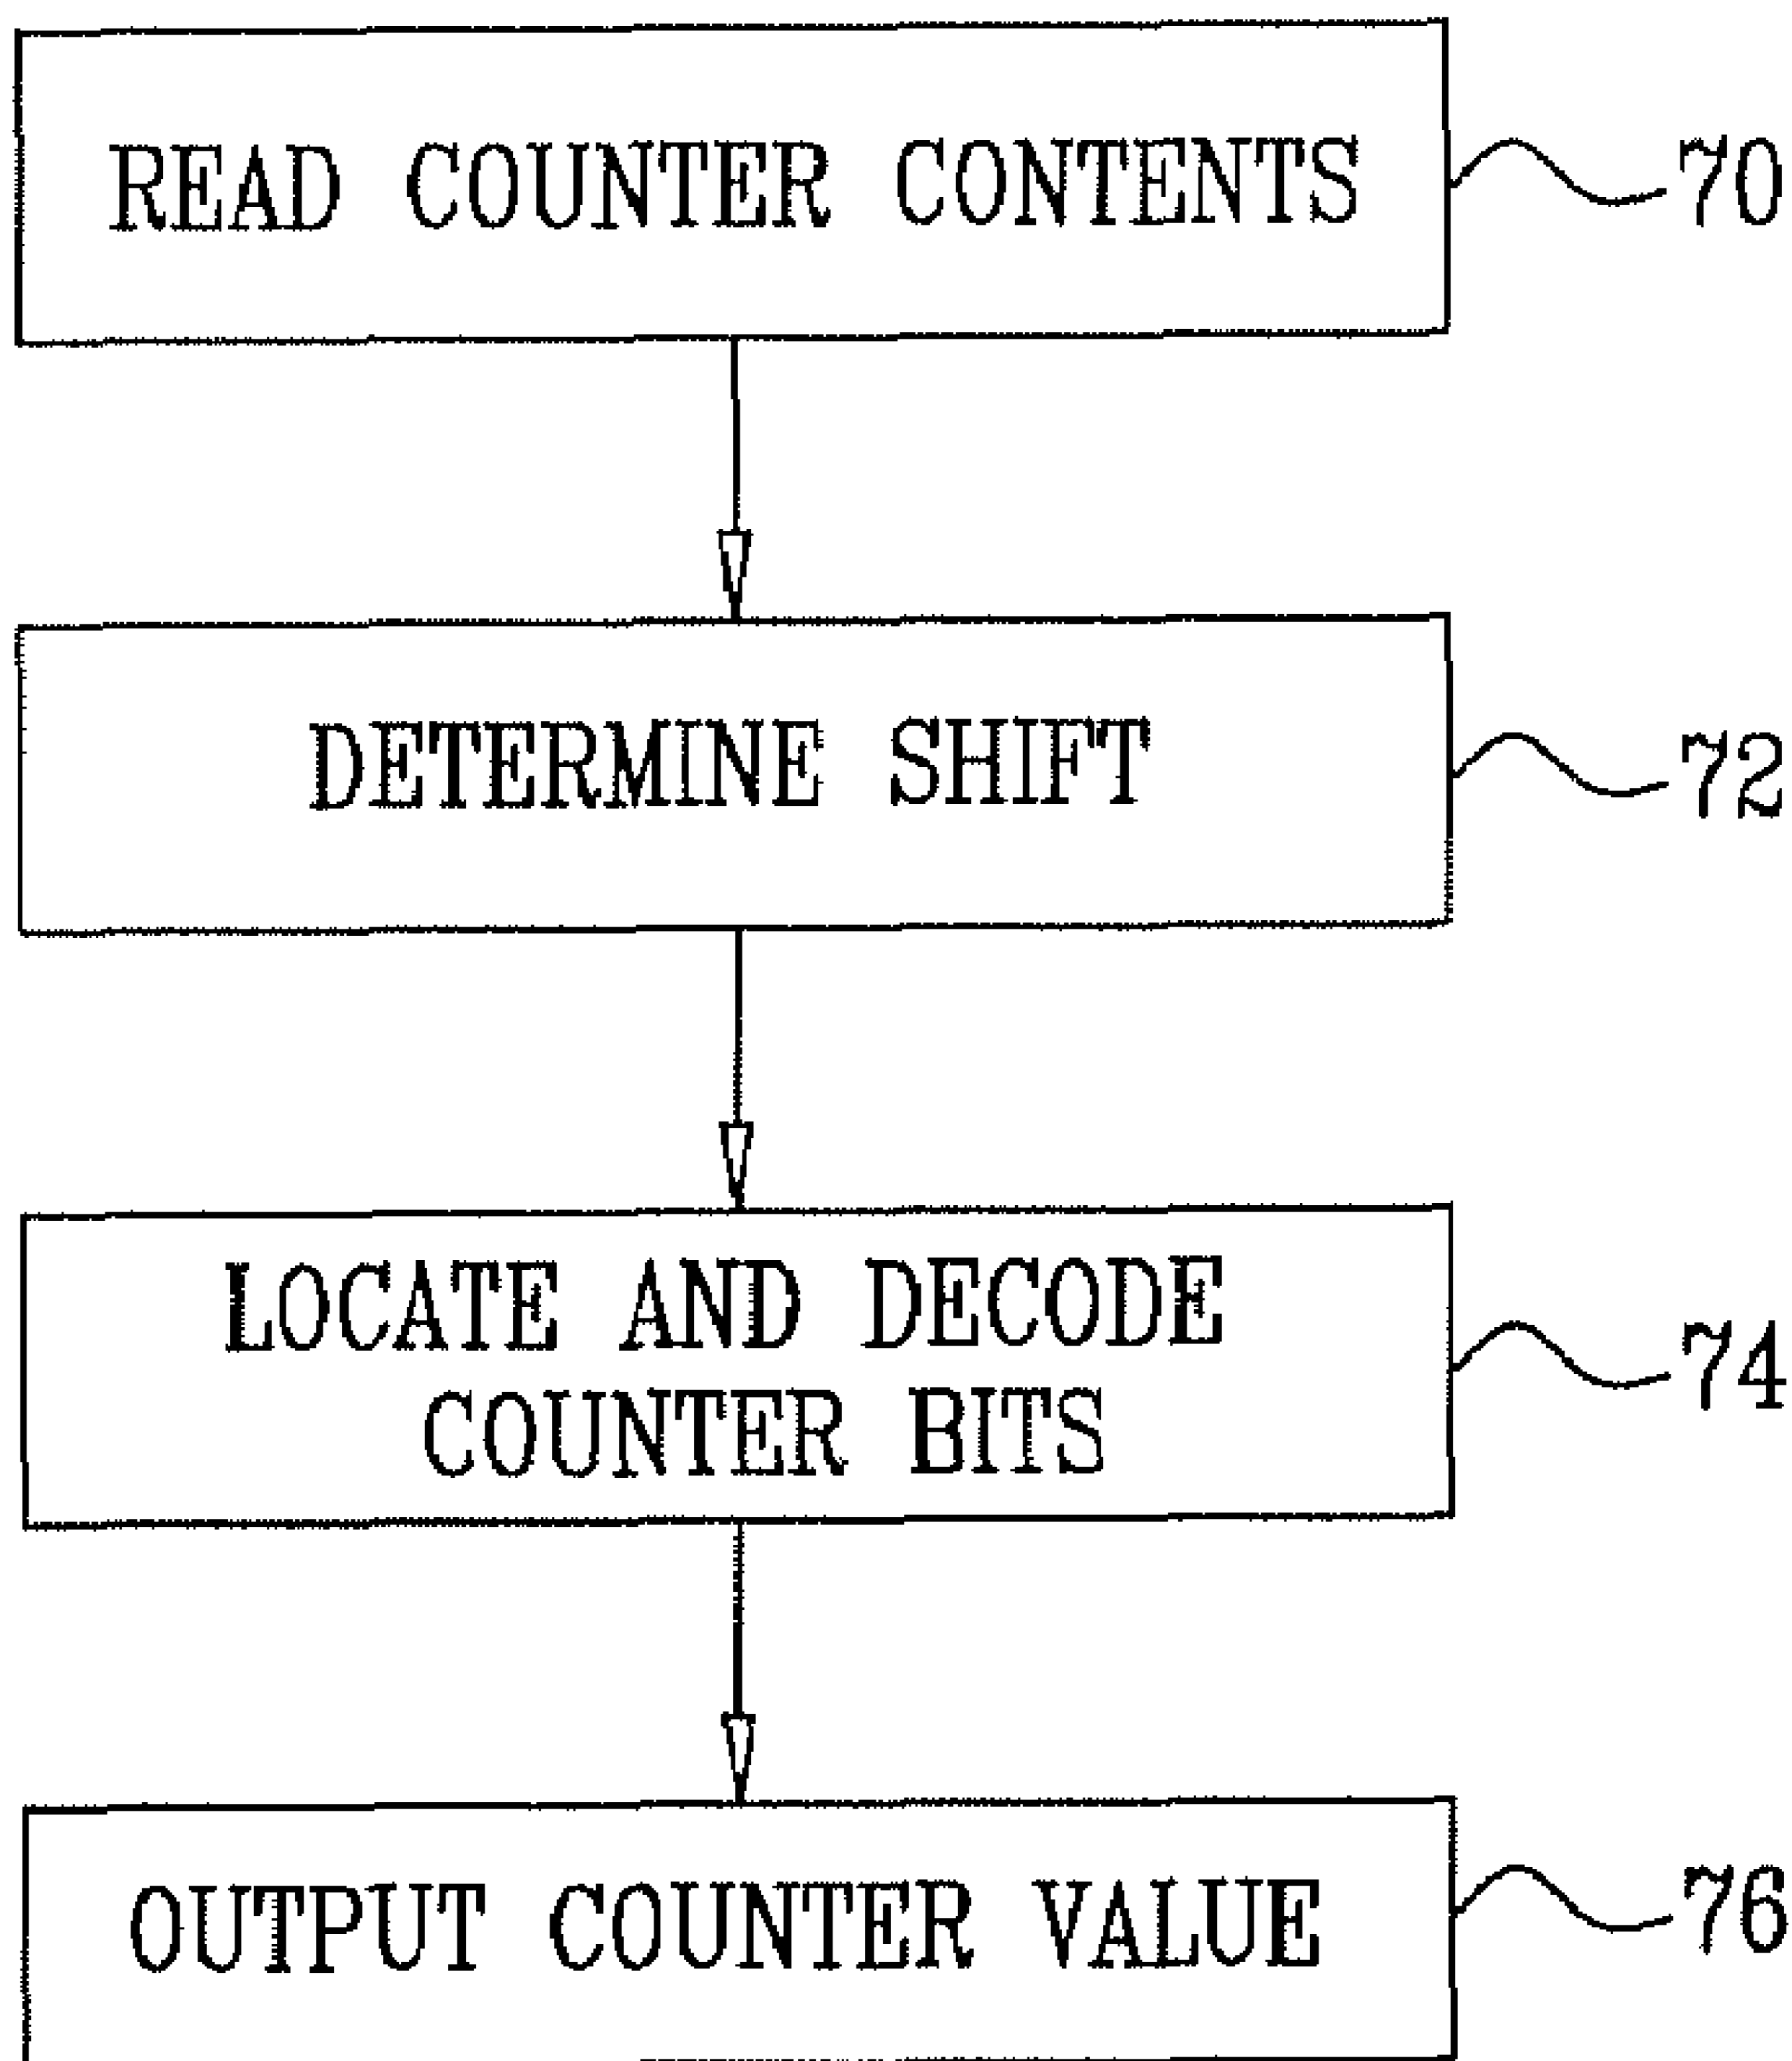 READ COUNTER CONTENTS
70
DETERMINE SHIFT
72
LOCATE AND DECODE
COUNTER BITS
74
OUTPUT COUNTER VALUE
76